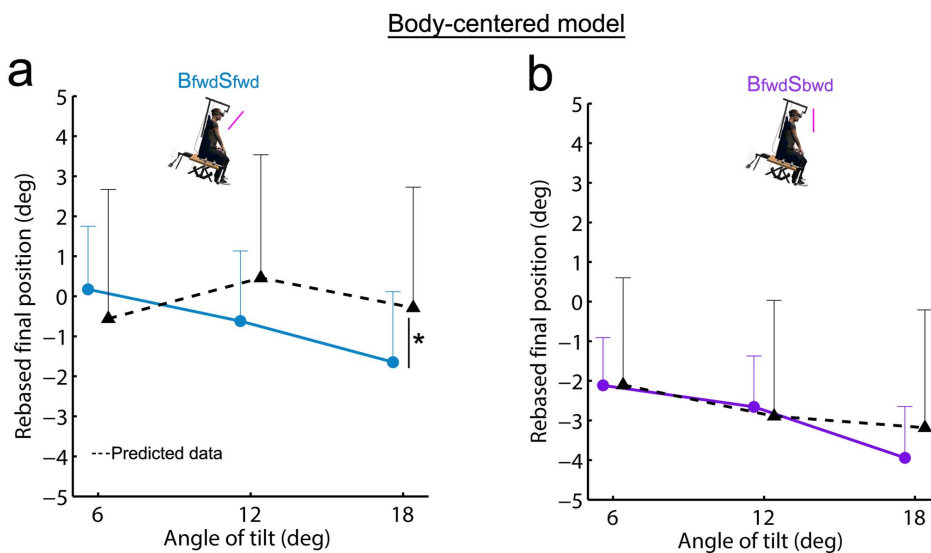 Body-centered model
a
BfwdSfwd
5
4
3
2
1
0
−1
−2
−3
−4
−5
Rebased final position (deg)
*
--Predicted data
6 12 18
Angle of tilt (deg)
b
BfwdSbwd
5
4
3
2
1
0
−1
−2
−3
−4
−5
Rebased final position (deg)
6 12 18
Angle of tilt (deg)